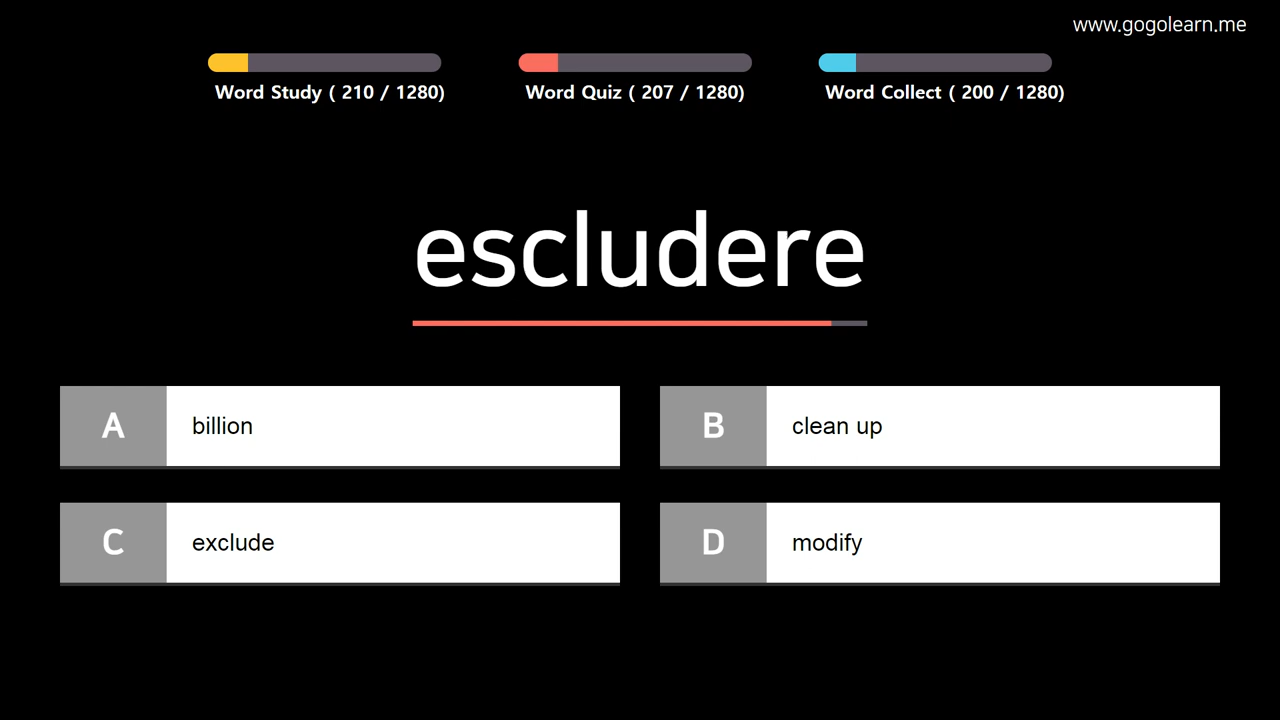 www.gogolearn.me
Word Study ( 210 / 1280)
Word Quiz ( 207 / 1280)
Word Collect ( 200 / 1280)
escludere
A billion
B clean up
C exclude
D modify